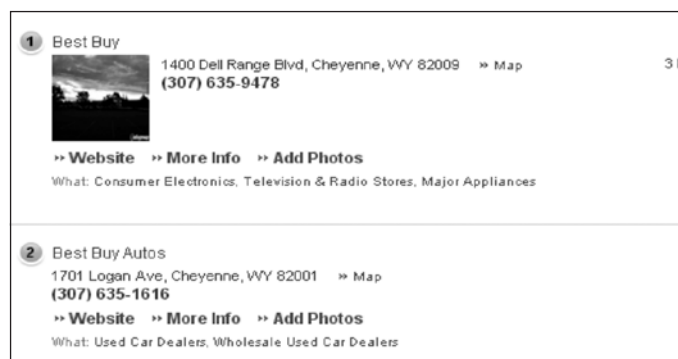 1 Best Buy
1400 Dell Range Blvd, Cheyenne, WY 82009 » Map
3
(307) 635-9478
» Website » More Info » Add Photos
What: Consumer Electronics, Television & Radio Stores, Major Appliances
2 Best Buy Autos
1701 Logan Ave, Cheyenne, WY 82001 » Map
(307) 635-1616
» Website » More Info » Add Photos
What: Used Car Dealers, Wholesale Used Car Dealers